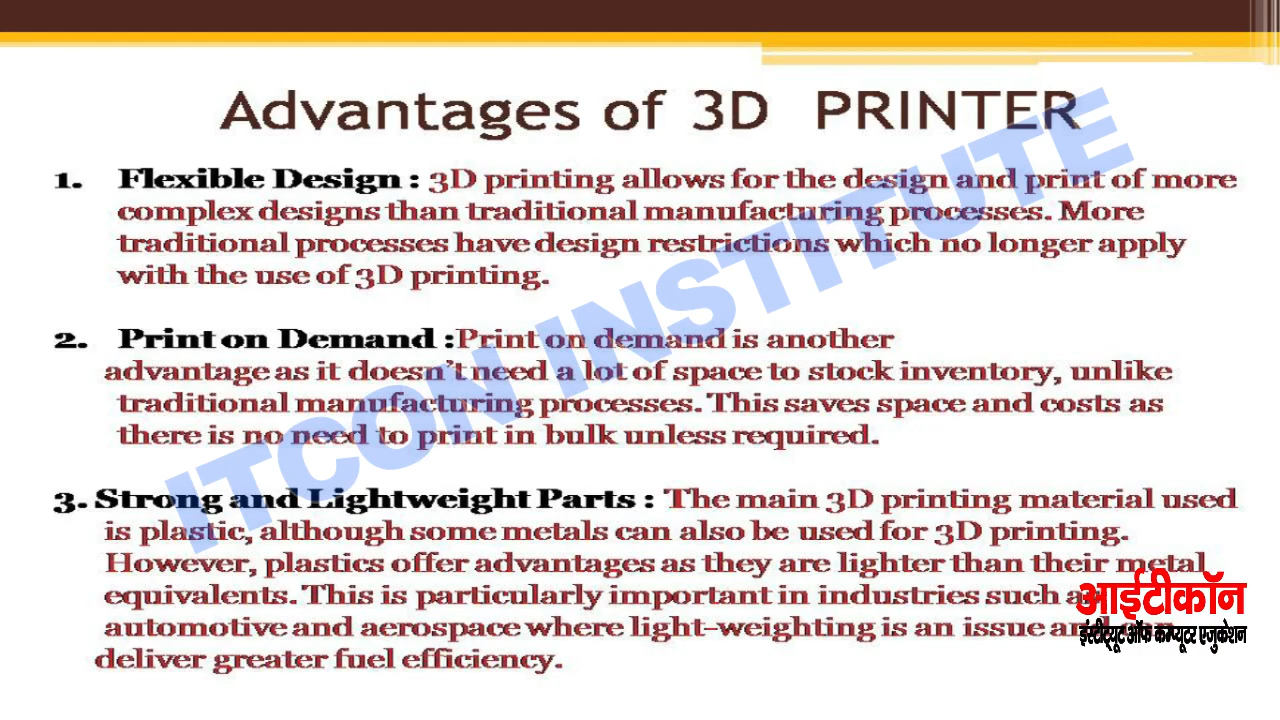 Advantages of 3D PRINTER
1. Flexible Design : 3D printing allows for the design and print of more
complex designs than traditional manufacturing processes. More
traditional processes have design restrictions which no longer apply
with the use of 3D printing.
2. Print on Demand :Print on demand is another
advantage as it doesn't need a lot of space to stock inventory, unlike
traditional manufacturing processes. This saves space and costs as
there is no need to print in bulk unless required.
3. Strong and Lightweight Parts : The main 3D printing material used
is plastic, although some metals can also be used for 3D printing.
However, plastics offer advantages as they are lighter than their metal
equivalents. This is particularly important in industries such
automotive and aerospace where light-weighting is an issue
deliver greater fuel efficiency.
ITCON INSTITUTE
आईटीकॉन
इंस्टीट्यूट ऑफ कम्प्यूटर एजुकेशन